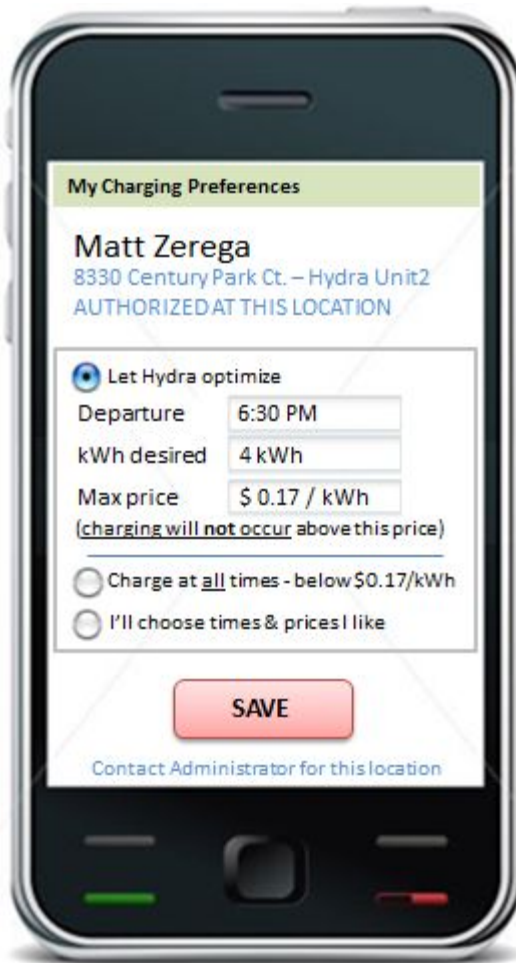 My Charging Preferences
Matt Zerega
8330 Century Park Ct. – Hydra Unit2
AUTHORIZED AT THIS LOCATION
Let Hydra optimize
Departure 6:30 PM
kWh desired 4 kWh
Max price $ 0.17 / kWh
(charging will not occur above this price)
Charge at all times - below $0.17/kWh
I'll choose times & prices I like
SAVE
Contact Administrator for this location